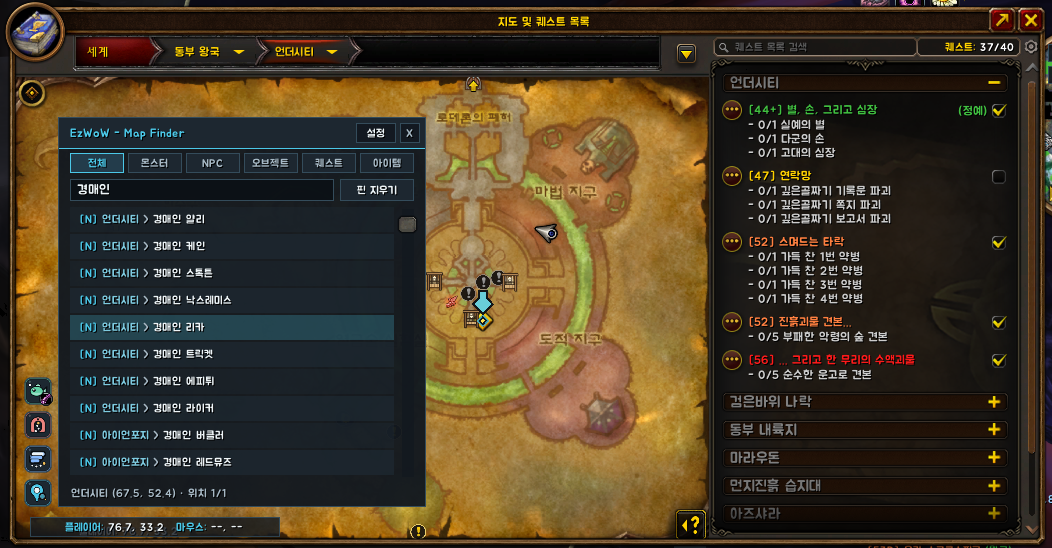 지도 및 퀘스트 목록
세계
동부 왕국
언더시티
퀘스트 목록 검색
퀘스트: 37/40
로데론의 폐허
마법 지구
도적 지구
EzWoW - Map Finder
설정
X
전체
몬스터
NPC
오브젝트
퀘스트
아이템
경매인
핀 지우기
[N] 언더시티 > 경매인 알리
[N] 언더시티 > 경매인 케인
[N] 언더시티 > 경매인 스톡튼
[N] 언더시티 > 경매인 낙스레미스
[N] 언더시티 > 경매인 리카
[N] 언더시티 > 경매인 트릭켓
[N] 언더시티 > 경매인 에피튀
[N] 언더시티 > 경매인 라이커
[N] 아이언포지 > 경매인 버클러
[N] 아이언포지 > 경매인 레드뮤즈
언더시티 (67.5, 52.4) · 위치 1/1
플레이어: 76.7, 33.2 마우스: --, --
언더시티
[44+] 별, 손, 그리고 심장 (정예)
- 0/1 실예의 별
- 0/1 다군의 손
- 0/1 고대의 심장
[47] 연락망
- 0/1 깊은골짜기 기록문 파괴
- 0/1 깊은골짜기 쪽지 파괴
- 0/1 깊은골짜기 보고서 파괴
[52] 스며드는 타락
- 0/1 가득 찬 1번 약병
- 0/1 가득 찬 2번 약병
- 0/1 가득 찬 3번 약병
- 0/1 가득 찬 4번 약병
[52] 진흙괴물 견본...
- 0/5 부패한 악령의 숲 견본
[56] ... 그리고 한 무리의 수액괴물
- 0/5 순수한 운고로 견본
검은바위 나락
동부 내륙지
마라우돈
먼지진흙 습지대
아즈샤라